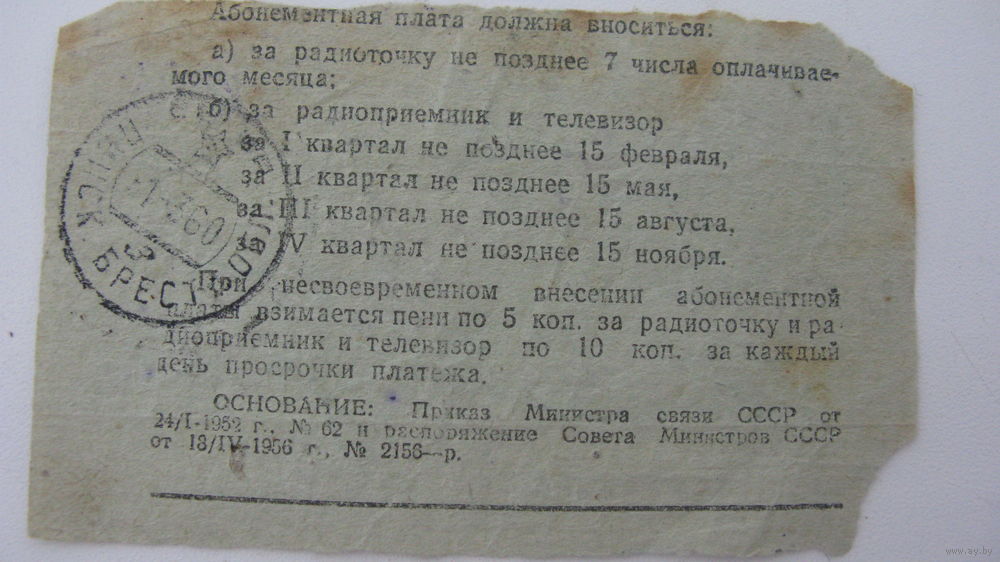 Абонементная плата должна вноситься:
а) за радиоточку не позднее 7 числа оплачивае-
мого месяца;
б) за радиоприемник и телевизор
за I квартал не позднее 15 февраля,
за II квартал не позднее 15 мая,
за III квартал не позднее 15 августа,
за IV квартал не позднее 15 ноября.
При несвоевременном внесении абонементной
платы взимается пени по 5 коп. за радиоточку и ра-
диоприемник и телевизор по 10 коп. за каждый
день просрочки платежа.
ОСНОВАНИЕ: Приказ Министра связи СССР от
24/I-1952 г., № 62 и распоряжение Совета Министров СССР
от 18/IV-1956 г., № 2156—р.
ПИНСК
БРЕСТ
3
www.ay.by